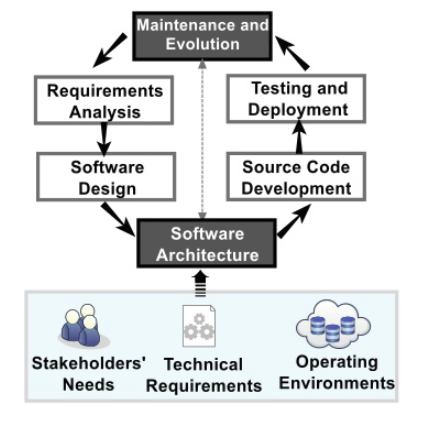 Maintenance and
Evolution
Requirements
Analysis
Testing and
Deployment
Software
Design
Source Code
Development
Software
Architecture
Stakeholders'
Needs
Technical
Requirements
Operating
Environments